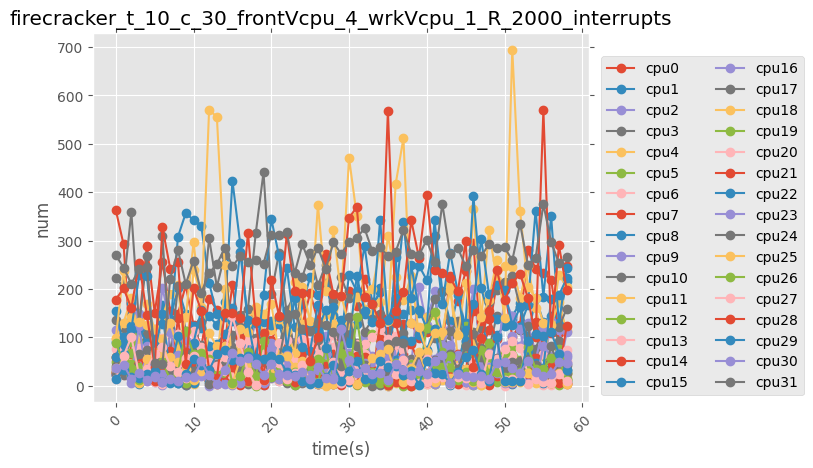 firecracker_t_10_c_30_frontVcpu_4_wrkVcpu_1_R_2000_interrupts
700
600
500
400
300
200
100
0
num
0
10
20
30
40
50
60
time(s)
cpu0
cpu1
cpu2
cpu3
cpu4
cpu5
cpu6
cpu7
cpu8
cpu9
cpu10
cpu11
cpu12
cpu13
cpu14
cpu15
cpu16
cpu17
cpu18
cpu19
cpu20
cpu21
cpu22
cpu23
cpu24
cpu25
cpu26
cpu27
cpu28
cpu29
cpu30
cpu31